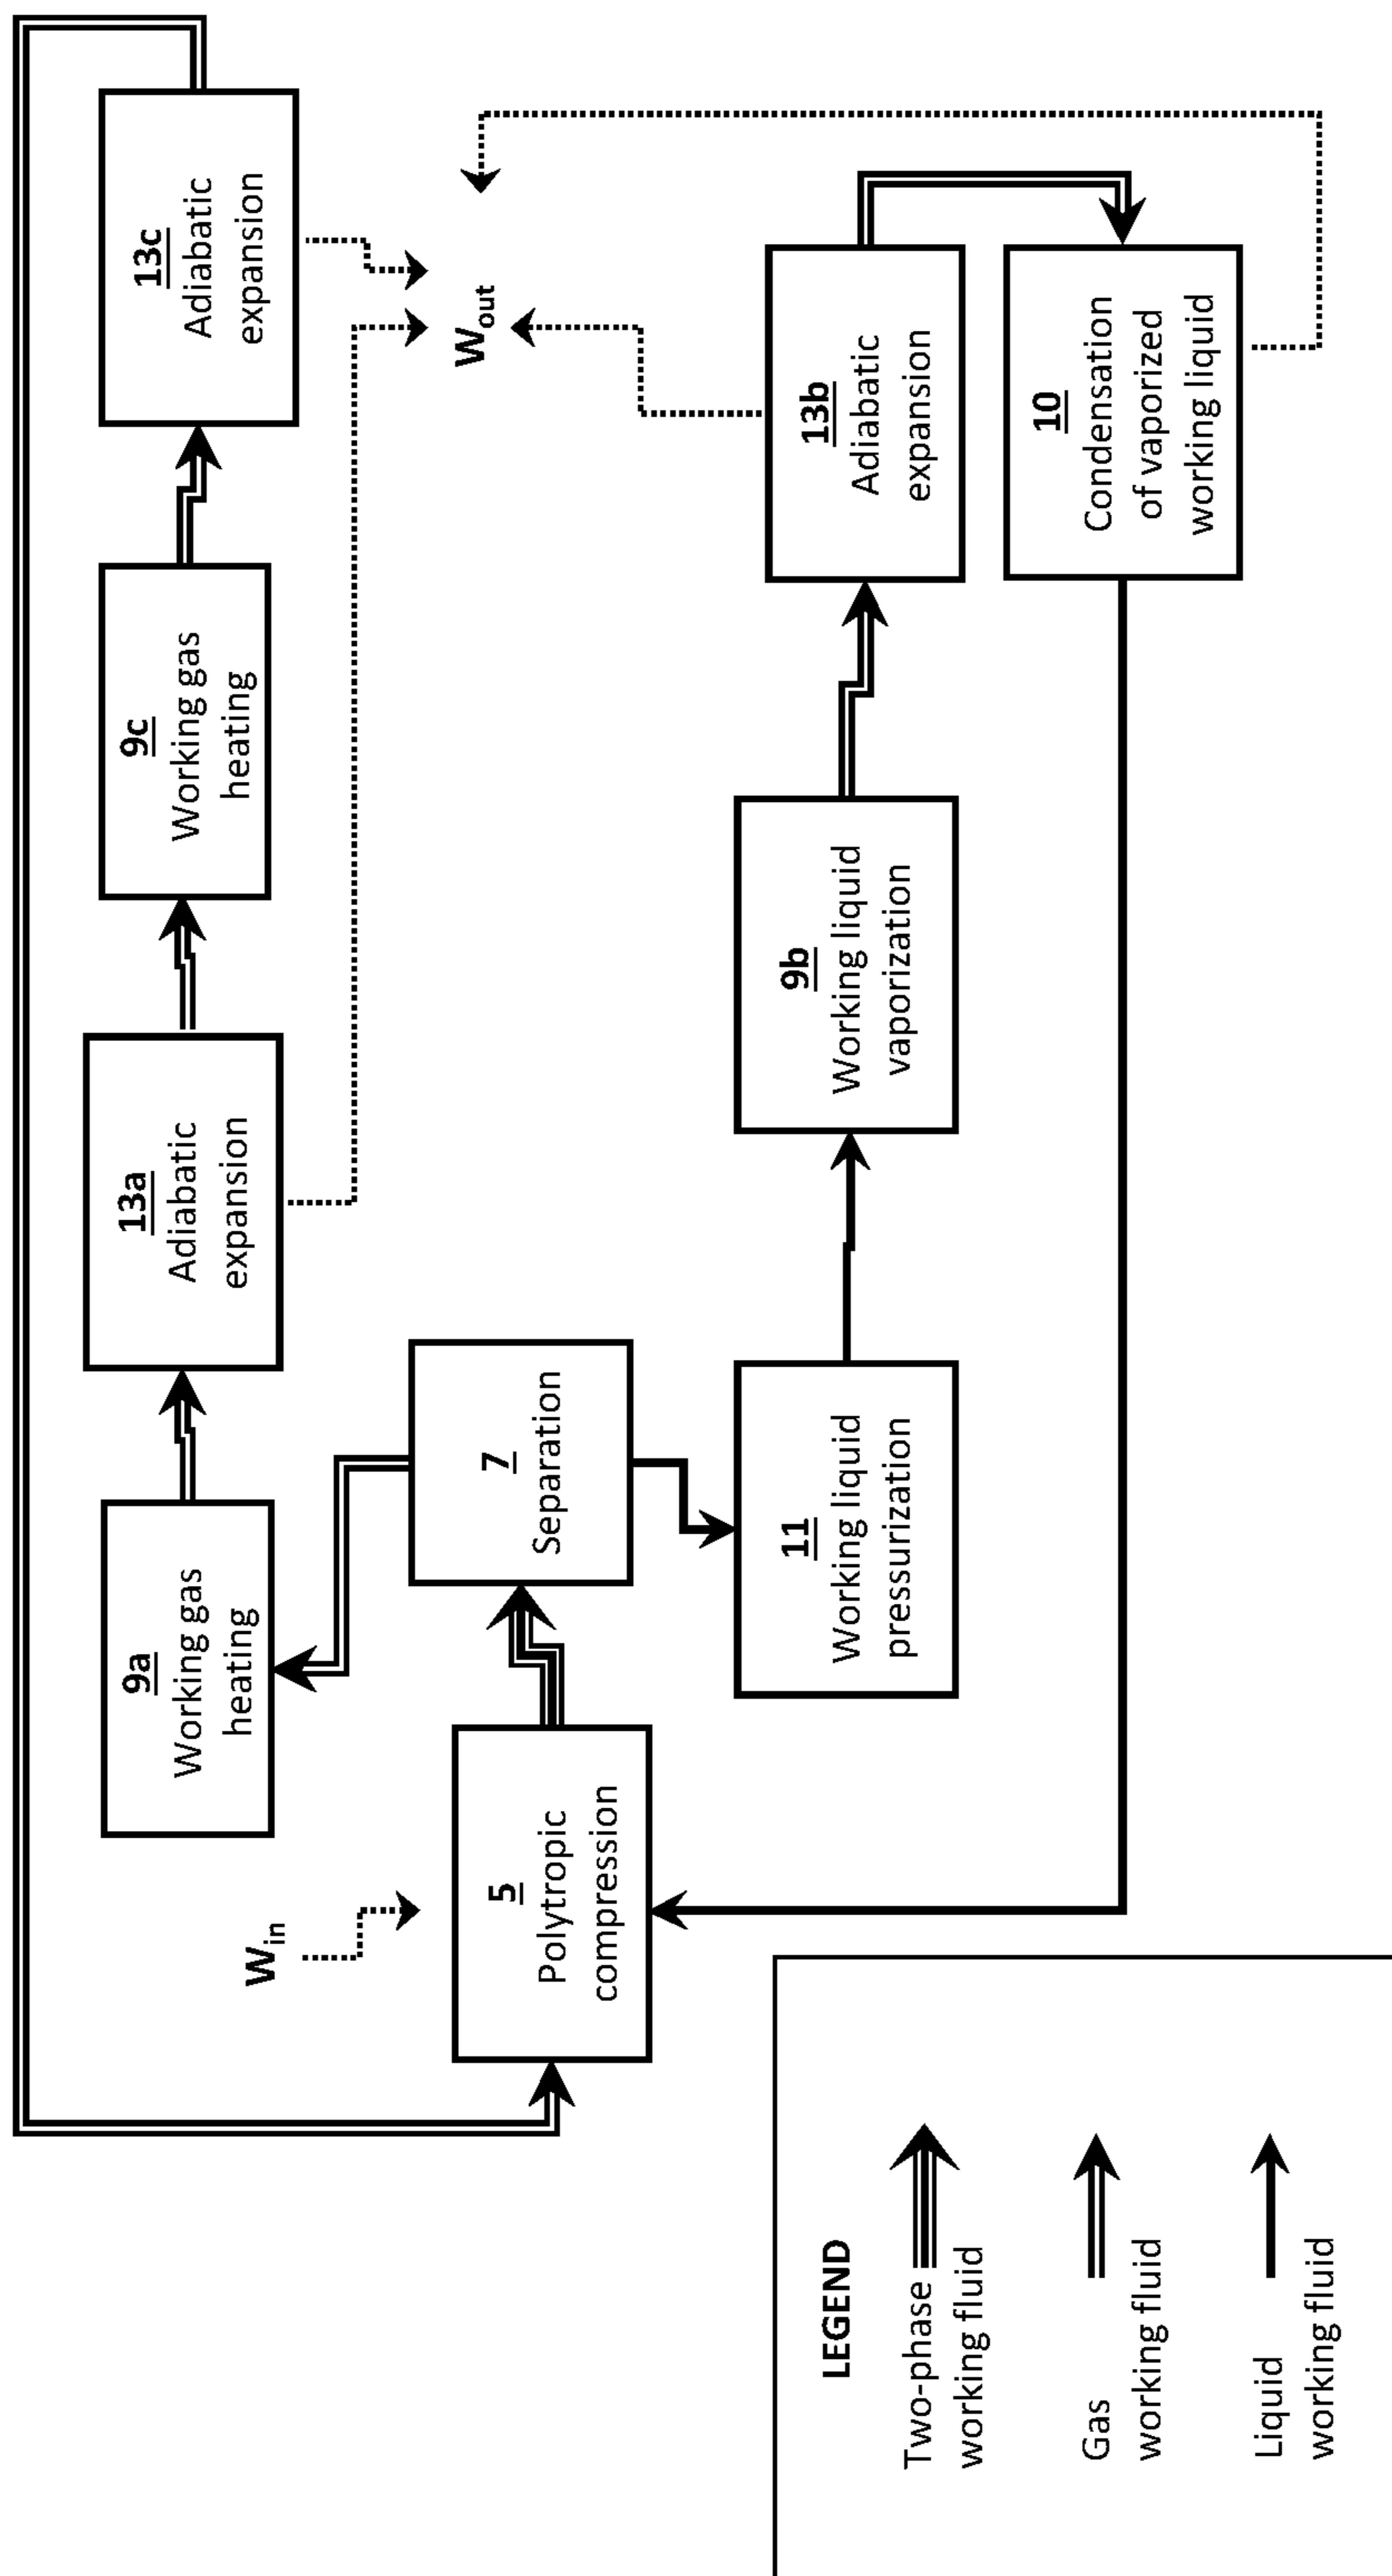 9a
Working gas
heating
13a
Adiabatic
expansion
9c
Working gas
heating
13c
Adiabatic
expansion
Win
Wout
5
Polytropic
compression
7
Separation
11
Working liquid
pressurization
9b
Working liquid
vaporization
13b
Adiabatic
expansion
10
Condensation
of vaporized
working liquid
LEGEND
Two-phase
working fluid
Gas
working fluid
Liquid
working fluid